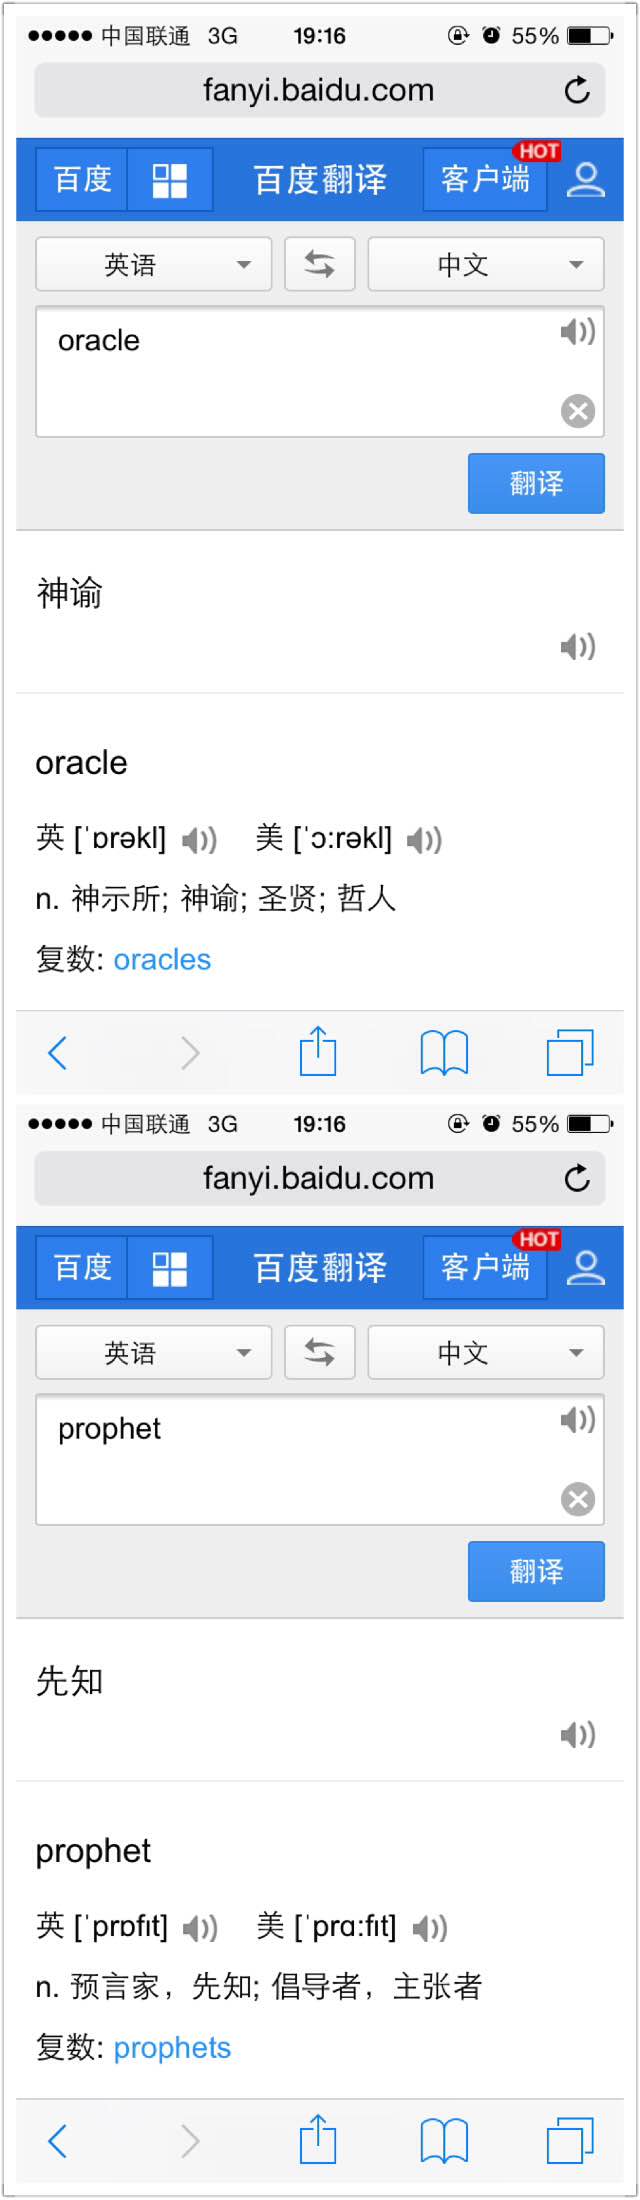 中国联通 3G 19:16 55%
fanyi.baidu.com
HOT
百度 百度翻译 客户端
英语 中文
oracle
翻译
神谕
oracle
英 [ˈɒrəkl] 美 [ˈɔ:rəkl]
n. 神示所; 神谕; 圣贤; 哲人
复数: oracles
中国联通 3G 19:16 55%
fanyi.baidu.com
HOT
百度 百度翻译 客户端
英语 中文
prophet
翻译
先知
prophet
英 [ˈprɒfɪt] 美 [ˈprɑ:fɪt]
n. 预言家，先知; 倡导者，主张者
复数: prophets